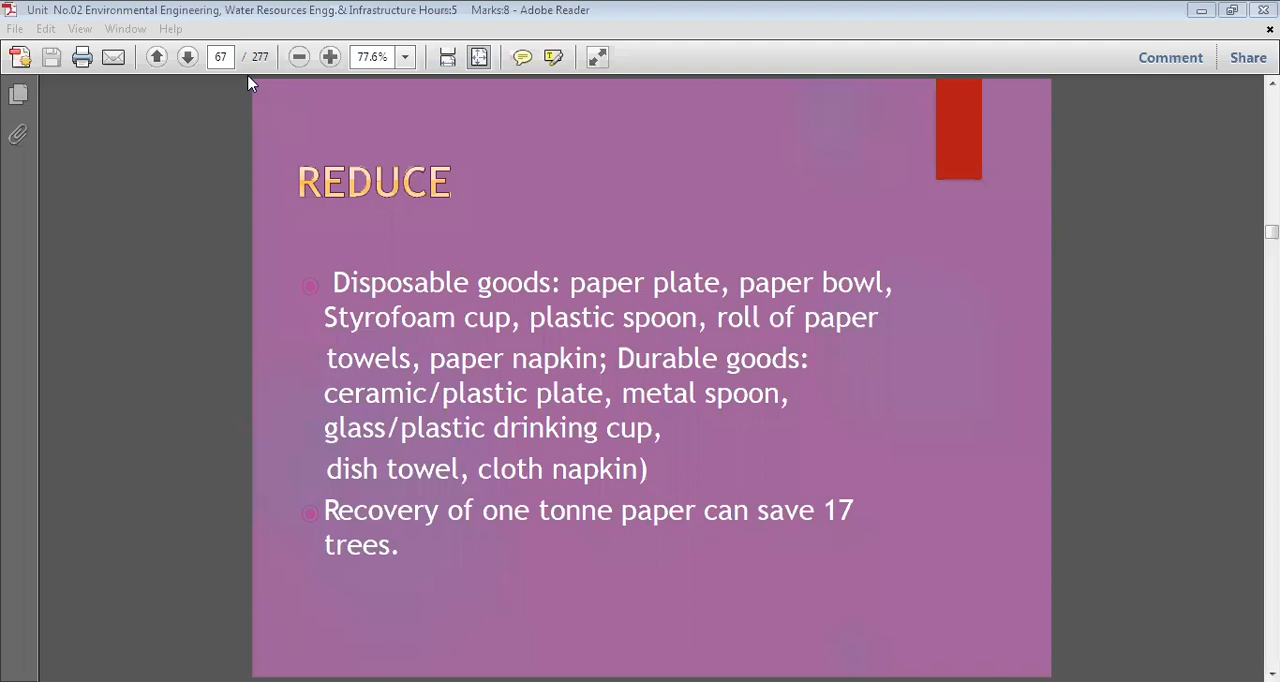 Unit No.02 Environmental Engineering, Water Resources Engg.& Infrastructure Hours:5 Marks:8 - Adobe Reader
File Edit View Window Help
67 / 277 77.6% Comment Share
REDUCE
Disposable goods: paper plate, paper bowl,
Styrofoam cup, plastic spoon, roll of paper
towels, paper napkin; Durable goods:
ceramic/plastic plate, metal spoon,
glass/plastic drinking cup,
dish towel, cloth napkin)
Recovery of one tonne paper can save 17
trees.